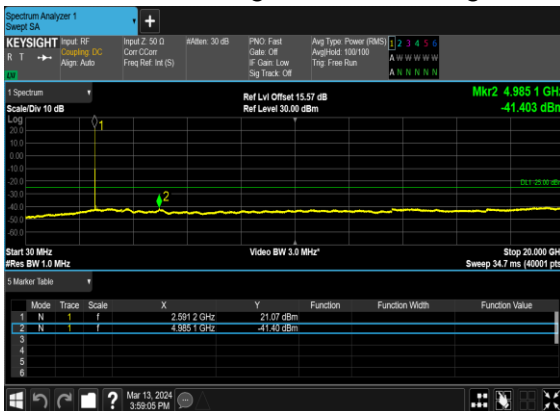 Spectrum Analyzer 1
Swept SA
KEYSIGHT
R T
Input: RF
Coupling: DC
Align: Auto
Input Z: 50 Ω
Corr CCorr
Freq Ref: Int (S)
#Atten: 30 dB
PNO: Fast
Gate: Off
IF Gain: Low
Sig Track: Off
Avg Type: Power (RMS)
Avg|Hold: 100/100
Trig: Free Run
1 2 3 4 5 6
A W W W W W
A N N N N N
LV
1 Spectrum
Scale/Div 10 dB
Ref Lvl Offset 15.57 dB
Ref Level 30.00 dBm
Mkr2 4.985 1 GHz
-41.403 dBm
Log
20.0
10.0
0.00
-10.0
-20.0
-30.0
-40.0
-50.0
-60.0
1
2
DL1 -25.00 dBm
Start 30 MHz
#Res BW 1.0 MHz
Video BW 3.0 MHz*
Stop 20.000 GH
Sweep 34.7 ms (40001 pts
5 Marker Table
Mode Trace Scale X Y Function Function Width Function Value
1 N 1 f 2.591 2 GHz 21.07 dBm
2 N 1 f 4.985 1 GHz -41.40 dBm
3
4
5
6
? Mar 13, 2024
3:59:05 PM